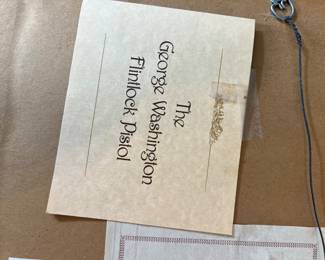 The
George Washington
Flintlock Pistol